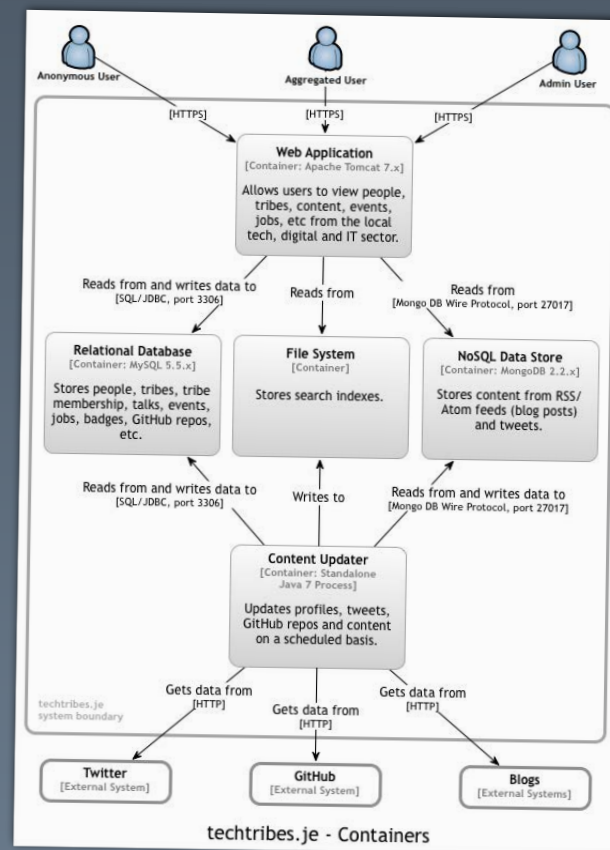 Anonymous User
Aggregated User
Admin User
[HTTPS]
[HTTPS]
[HTTPS]
Web Application
[Container: Apache Tomcat 7.x]
Allows users to view people,
tribes, content, events,
jobs, etc from the local
tech, digital and IT sector.
Reads from and writes data to
[SQL/JDBC, port 3306]
Reads from
Reads from
[Mongo DB Wire Protocol, port 27017]
Relational Database
[Container: MySQL 5.5.x]
Stores people, tribes, tribe
membership, talks, events,
jobs, badges, GitHub repos,
etc.
File System
[Container]
Stores search indexes.
NoSQL Data Store
[Container: MongoDB 2.2.x]
Stores content from RSS/
Atom feeds (blog posts)
and tweets.
Reads from and writes data to
[SQL/JDBC, port 3306]
Writes to
Reads from and writes data to
[Mongo DB Wire Protocol, port 27017]
Content Updater
[Container: Standalone
Java 7 Process]
Updates profiles, tweets,
GitHub repos and content
on a scheduled basis.
Gets data from
[HTTP]
Gets data from
[HTTP]
Gets data from
[HTTP]
techtribes.je
system boundary
Twitter
[External System]
GitHub
[External System]
Blogs
[External Systems]
techtribes.je - Containers